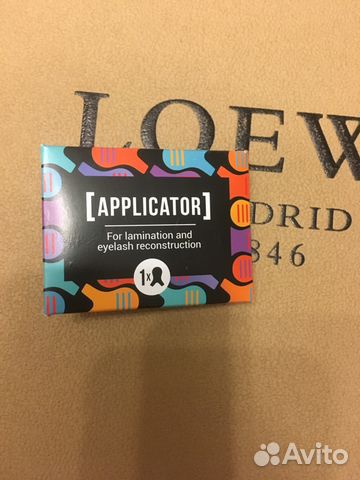 LOEW
[APPLICATOR]
For lamination and
eyelash reconstruction
1x
DRID
846
Avito